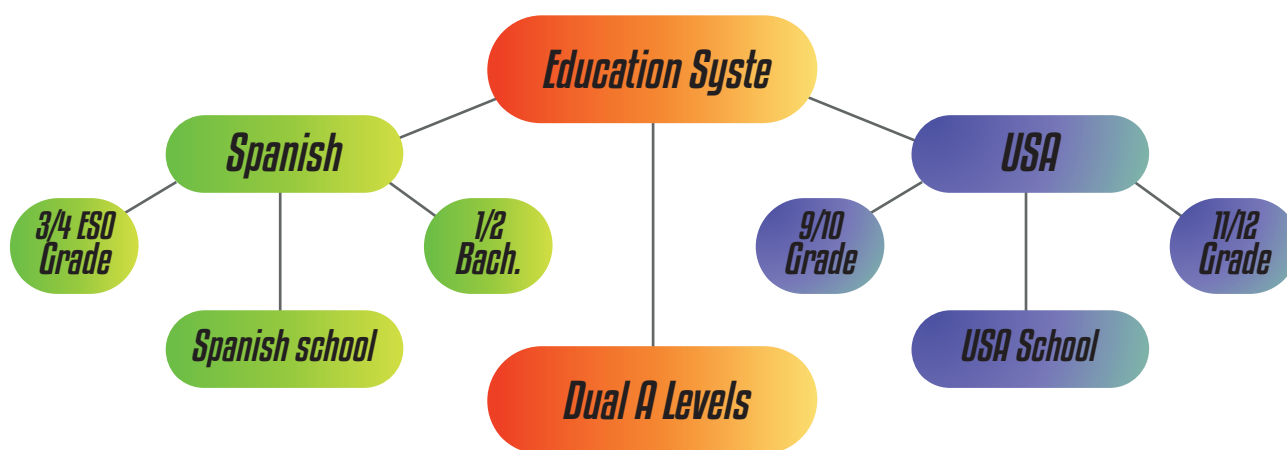 Education Syste
Spanish
USA
3/4 ESO
Grade
1/2
Bach.
9/10
Grade
11/12
Grade
Spanish school
USA School
Dual A Levels